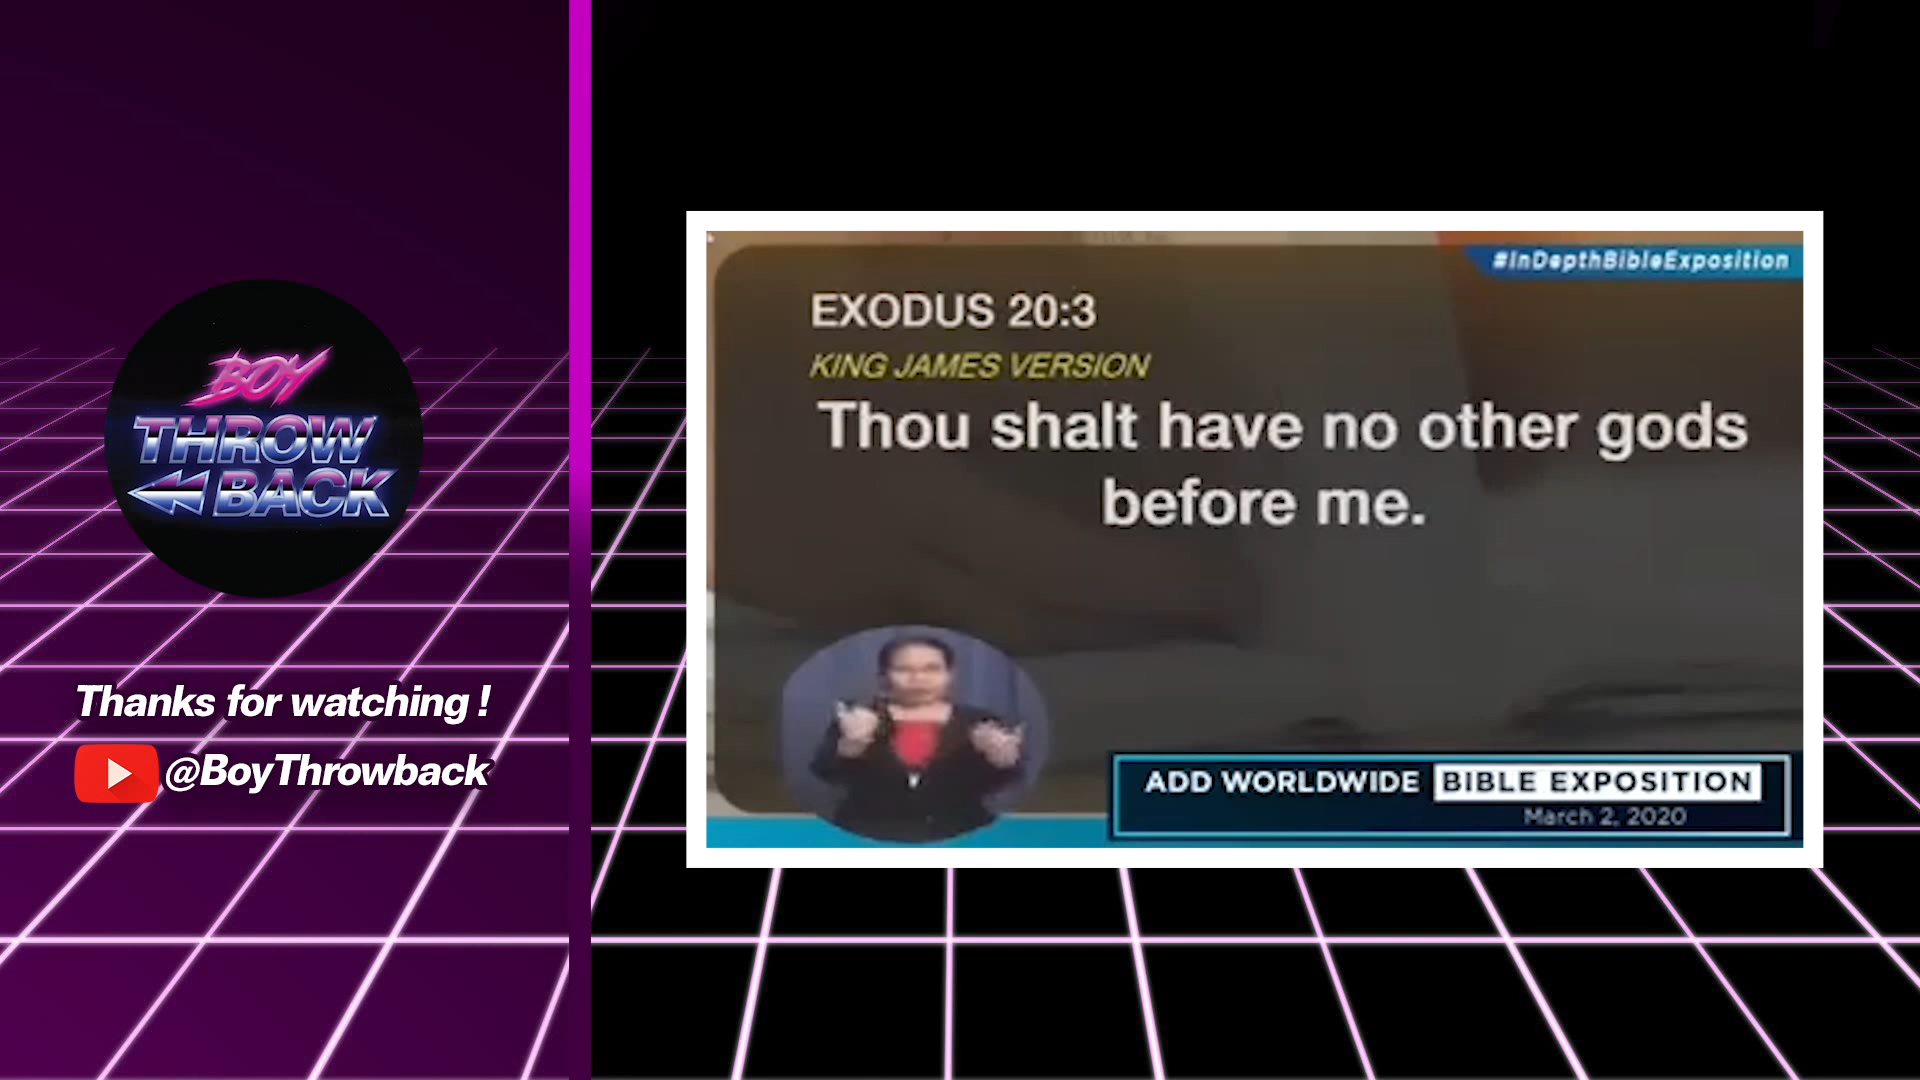 BOY
THROW
BACK
Thanks for watching !
@BoyThrowback
#InDepthBibleExposition
EXODUS 20:3
KING JAMES VERSION
Thou shalt have no other gods
before me.
ADD WORLDWIDE BIBLE EXPOSITION
March 2, 2020